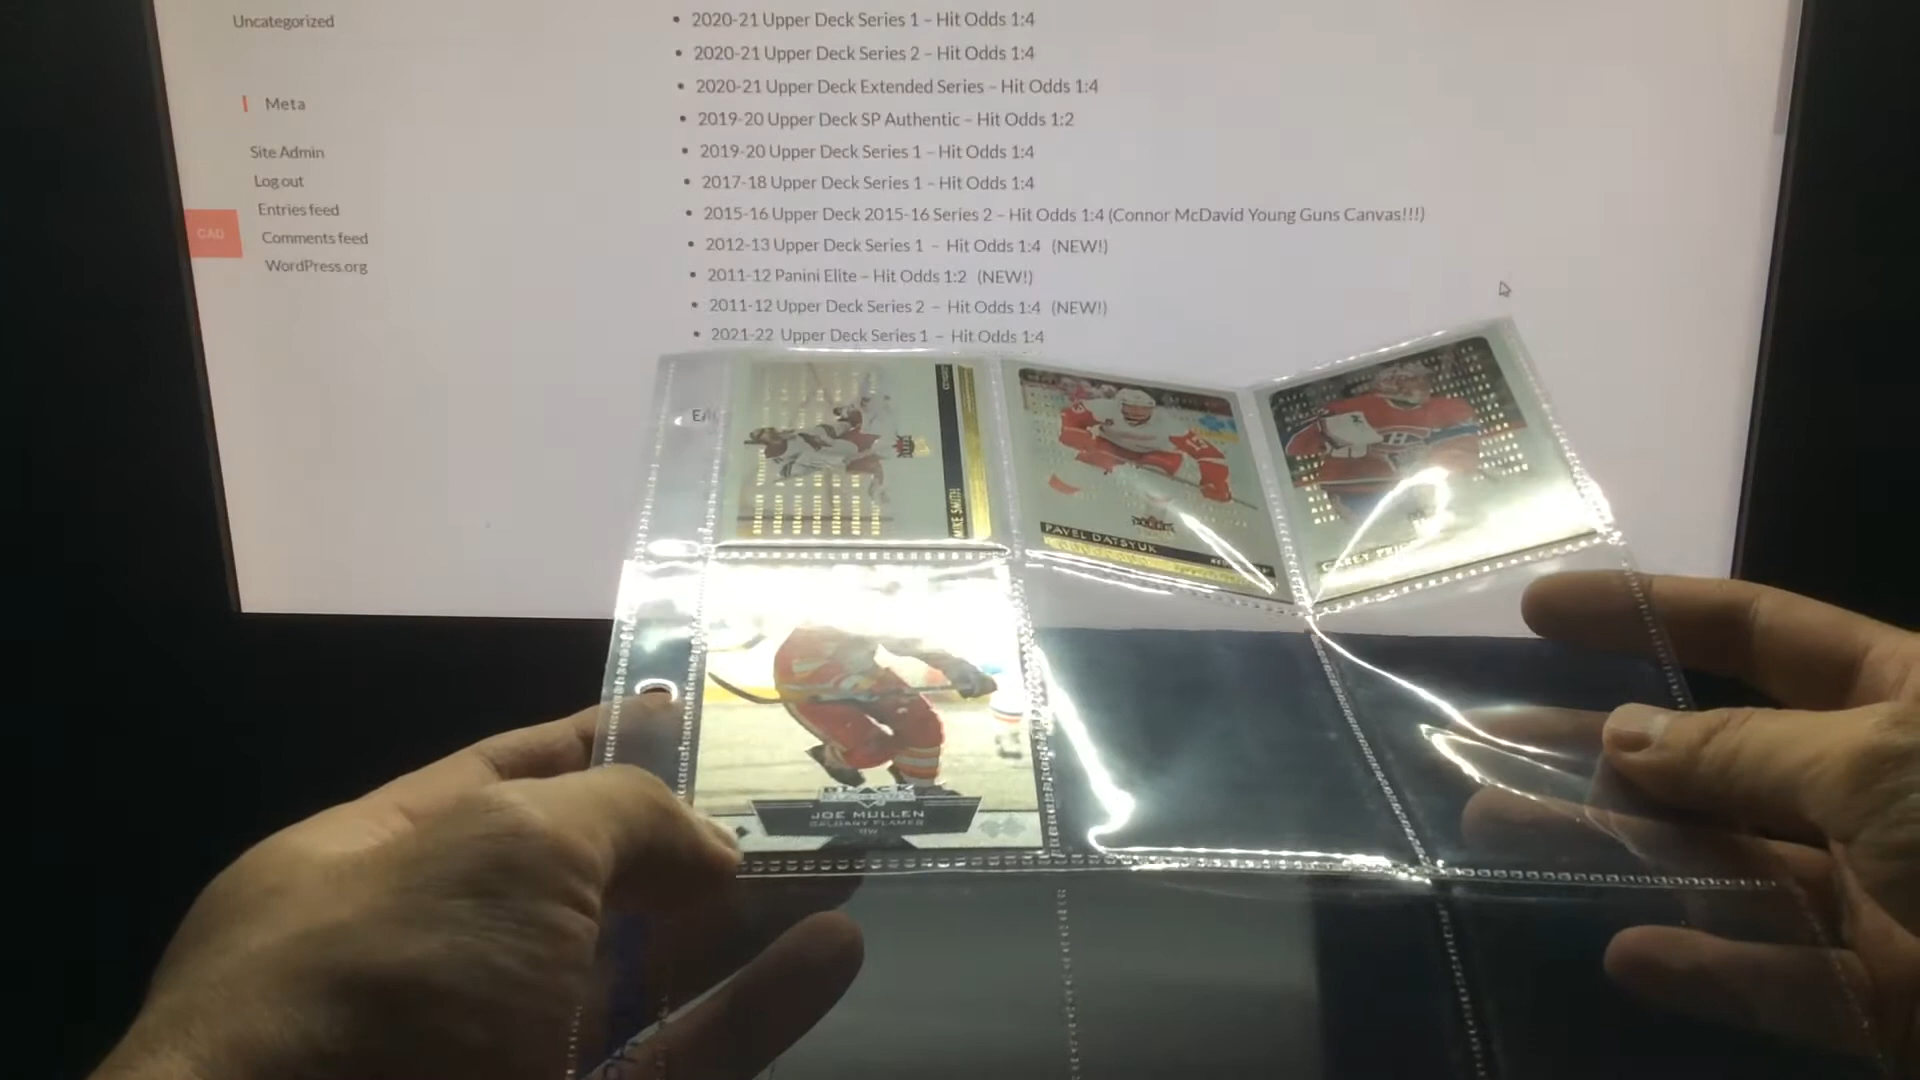 Uncategorized
Meta
Site Admin
Log out
Entries feed
Comments feed
WordPress.org
CAD
2020-21 Upper Deck Series 1 – Hit Odds 1:4
2020-21 Upper Deck Series 2 – Hit Odds 1:4
2020-21 Upper Deck Extended Series – Hit Odds 1:4
2019-20 Upper Deck SP Authentic – Hit Odds 1:2
2019-20 Upper Deck Series 1 – Hit Odds 1:4
2017-18 Upper Deck Series 1 – Hit Odds 1:4
2015-16 Upper Deck 2015-16 Series 2 – Hit Odds 1:4 (Connor McDavid Young Guns Canvas!!!)
2012-13 Upper Deck Series 1 – Hit Odds 1:4 (NEW!)
2011-12 Panini Elite – Hit Odds 1:2 (NEW!)
2011-12 Upper Deck Series 2 – Hit Odds 1:4 (NEW!)
2021-22 Upper Deck Series 1 – Hit Odds 1:4
MIKE SMITH
PAVEL DATSYUK
CAREY
BLACK
JOE MULLEN
CALGARY FLAMES
RW